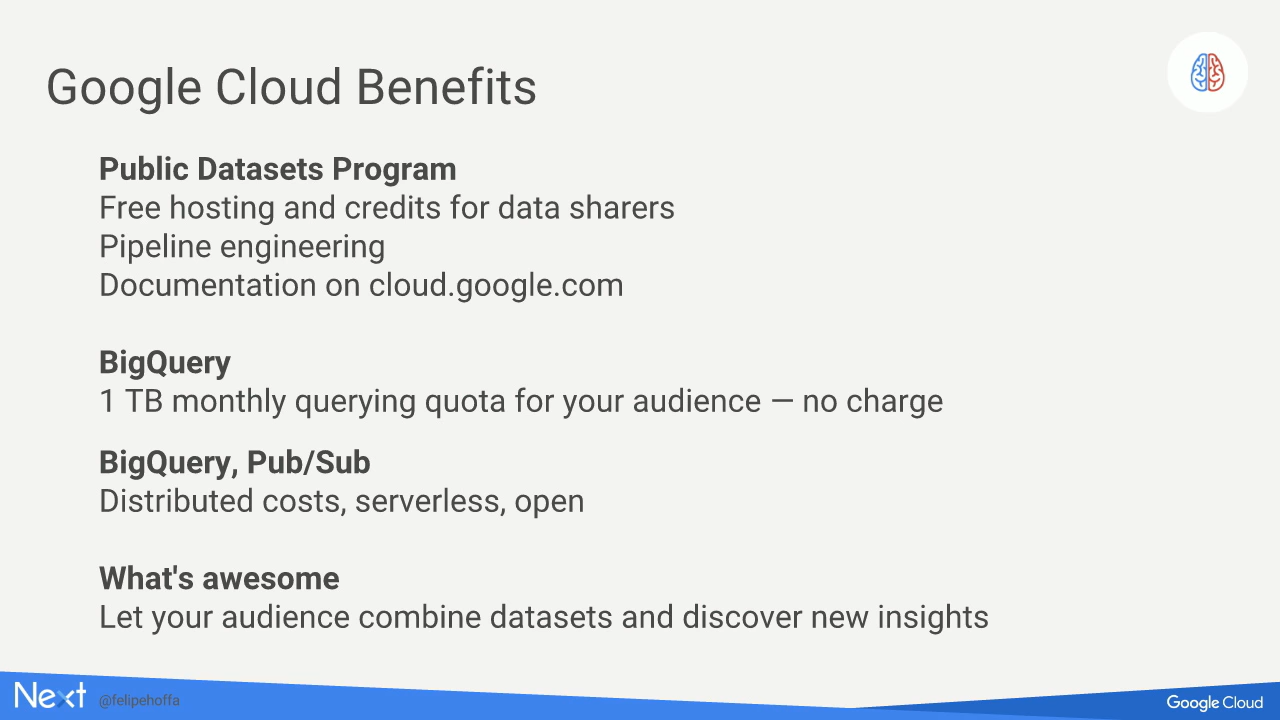 Google Cloud Benefits
Public Datasets Program
Free hosting and credits for data sharers
Pipeline engineering
Documentation on cloud.google.com
BigQuery
1 TB monthly querying quota for your audience — no charge
BigQuery, Pub/Sub
Distributed costs, serverless, open
What's awesome
Let your audience combine datasets and discover new insights
Next @felipehoffa
Google Cloud